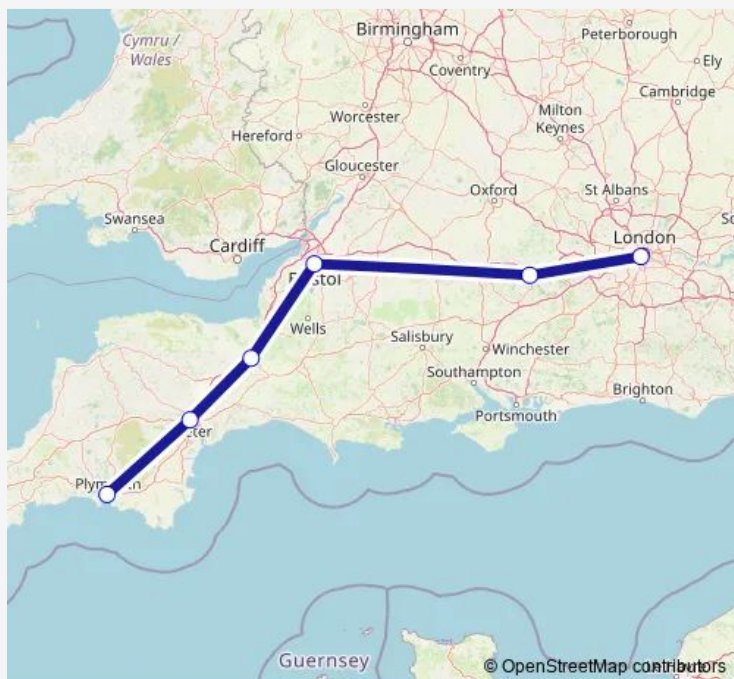 Birmingham
Peterborough
Cymru /
Wales
Coventry
Ely
Cambridge
Worcester
Milton
Keynes
Hereford
Gloucester
Oxford
St Albans
Swansea
Cardiff
London
Wells
Salisbury
Winchester
Southampton
Portsmouth
Brighton
Guernsey
© OpenStreetMap contributors